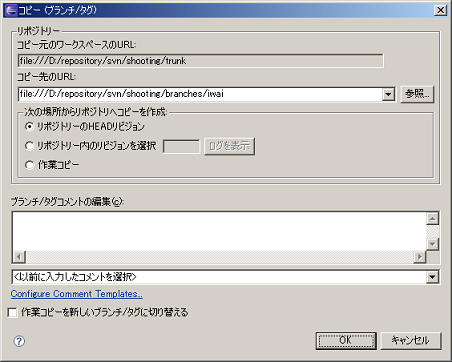 コピー (ブランチ/タグ)
リポジトリー
コピー元のワークスペースのURL:
file:///D:/repository/svn/shooting/trunk
コピー先のURL:
file:///D:/repository/svn/shooting/branches/iwai
参照..
次の場所からリポジトリへコピーを作成:
リポジトリーのHEADリビジョン
リポジトリー内のリビジョンを選択
ログを表示
作業コピー
ブランチ/タグコメントの編集(C):
<以前に入力したコメントを選択>
Configure Comment Templates..
作業コピーを新しいブランチ/タグに切り替える
?
OK
キャンセル